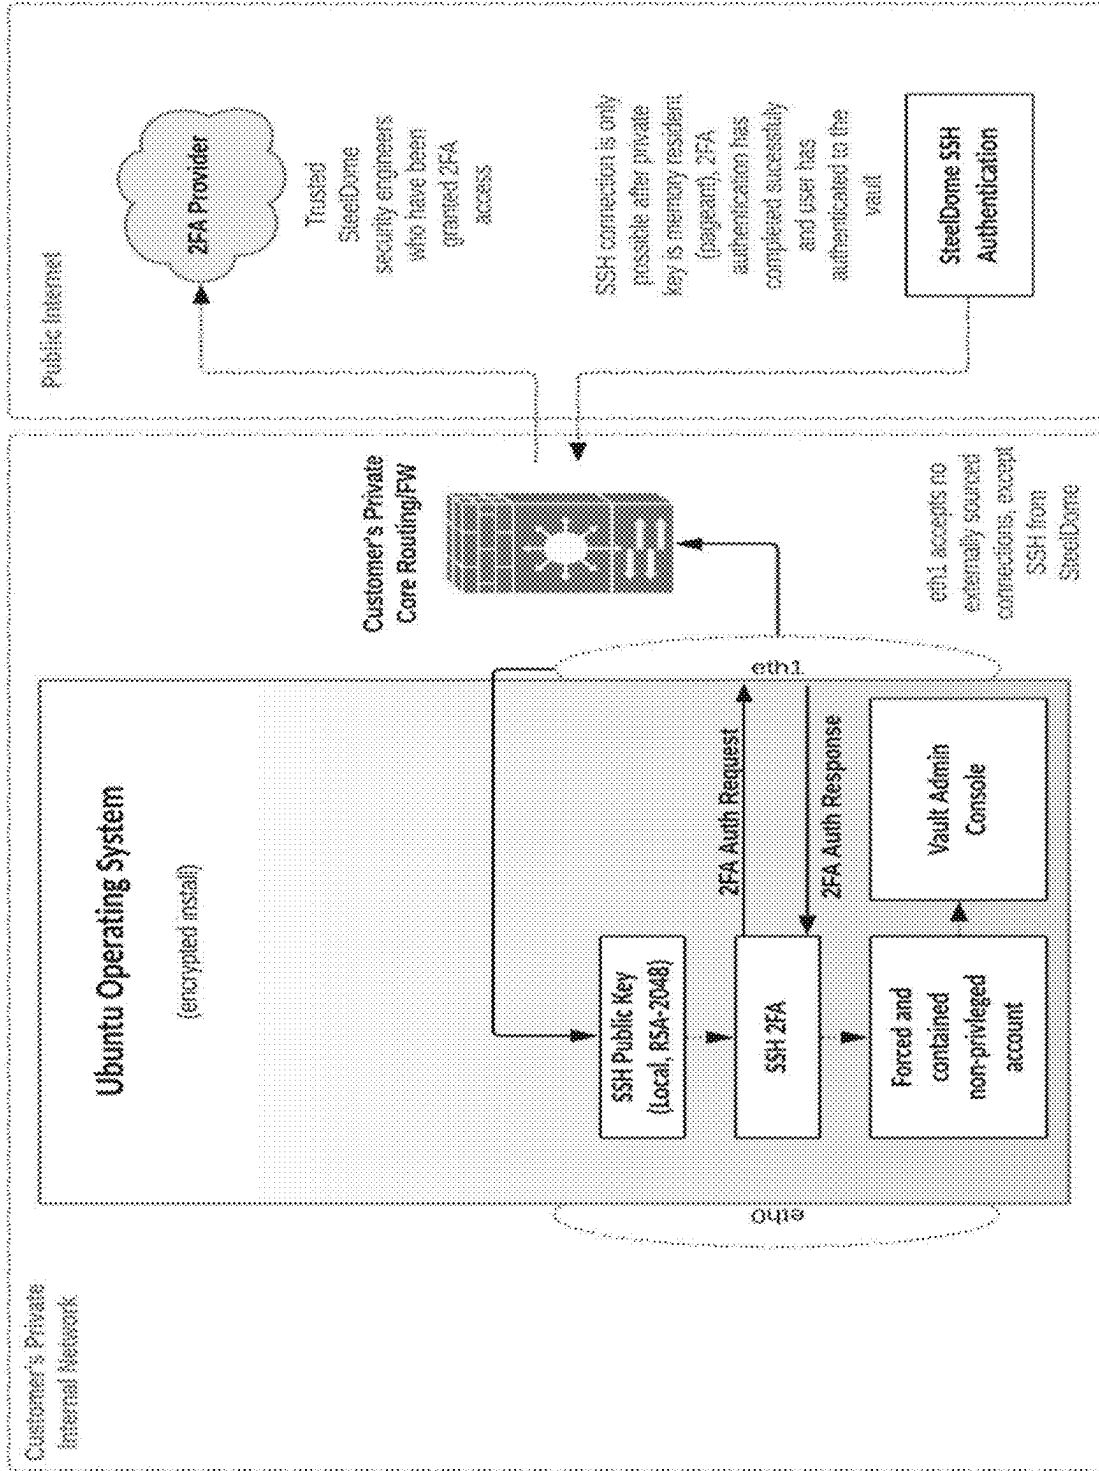 Customer's Private
Internal Network
Ubuntu Operating System
(encrypted install)
eth0
SSH Public Key
(Local, RSA-2048)
SSH 2FA
Forced and
contained
non-privileged
account
2FA Auth Request
2FA Auth Response
Vault Admin
Console
eth1
Customer's Private
Core Routing/FW
eth1 accepts no
externally sourced
connections, except
SSH from
SteelDome
Public Internet
2FA Provider
Trusted
SteelDome
security engineers
who have been
granted 2FA
access
SSH connection is only
possible after private
key is memory resident
(pageant), 2FA
authentication has
completed sucessfuly
and user has
authenticated to the
vault
SteelDome SSH
Authentication